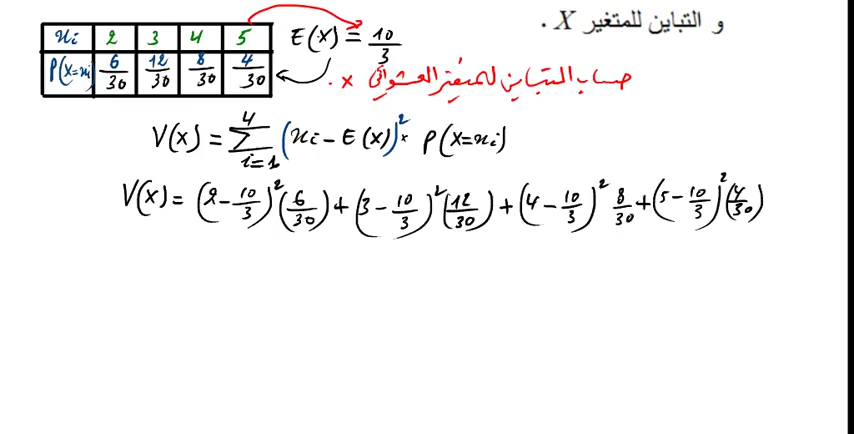 و التباين للمتغير X .
xi 2 3 4 5 E(X) = 10/3
P(X=xi) 6/30 12/30 8/30 4/30
حساب التباين للمتغير العشوائي x .
V(X) = ∑_{i=1}^{4} (xi - E(X))² × P(X=xi)
V(X) = (2 - 10/3)² (6/30) + (3 - 10/3)² (12/30) + (4 - 10/3)² 8/30 + (5 - 10/3)² (4/30)